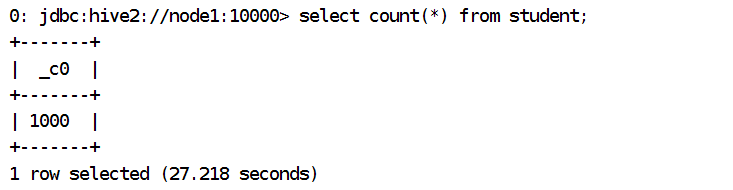 0: jdbc:hive2://node1:10000> select count(*) from student;
+-------+
|  _c0  |
+-------+
| 1000  |
+-------+
1 row selected (27.218 seconds)